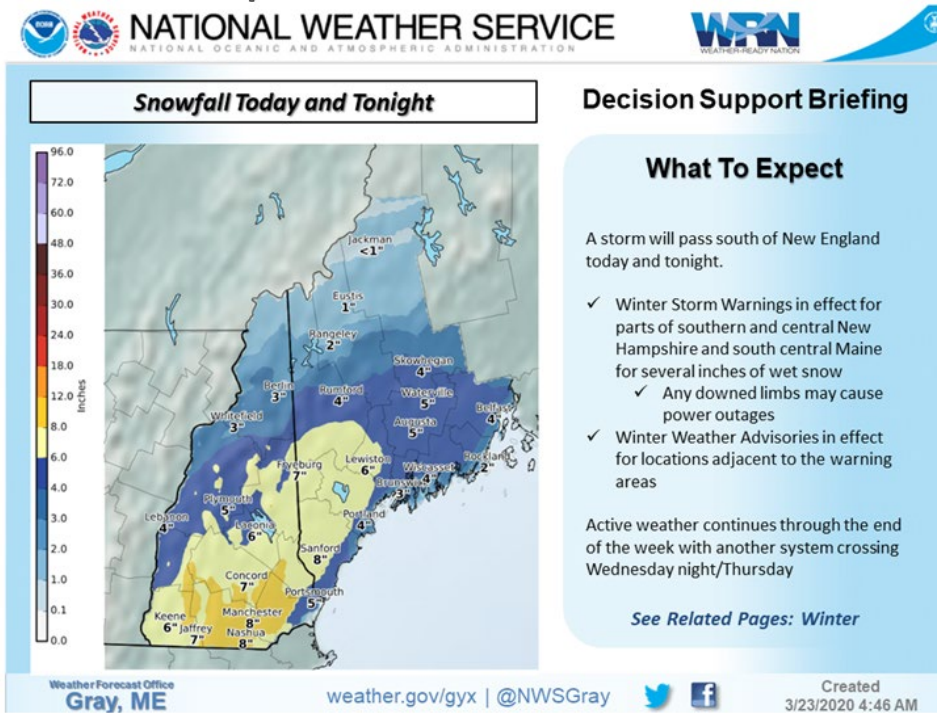 NATIONAL WEATHER SERVICE
NATIONAL OCEANIC AND ATMOSPHERIC ADMINISTRATION
WRN
WEATHER-READY NATION
Snowfall Today and Tonight
96.0
72.0
60.0
48.0
36.0
30.0
24.0
18.0
12.0
8.0
6.0
4.0
3.0
2.0
1.0
0.1
0.0
Inches
Jackman
<1"
Eustis
1"
Rangeley
2"
Skowhegan
4"
Berlin
3"
Rumford
4"
Waterville
5"
Belfast
4"
Whitefield
3"
Augusta
5"
Rockland
2"
Fryeburg
7"
Lewiston
6"
Wiscasset
4"
Brunswick
3"
Plymouth
5"
Lebanon
4"
Laconia
6"
Portland
4"
Sanford
8"
Concord
7"
Portsmouth
5"
Keene
6"
Manchester
8"
Jaffrey
7"
Nashua
8"
Decision Support Briefing
What To Expect
A storm will pass south of New England
today and tonight.
✓ Winter Storm Warnings in effect for
parts of southern and central New
Hampshire and south central Maine
for several inches of wet snow
✓ Any downed limbs may cause
power outages
✓ Winter Weather Advisories in effect
for locations adjacent to the warning
areas
Active weather continues through the end
of the week with another system crossing
Wednesday night/Thursday
See Related Pages: Winter
Weather Forecast Office
Gray, ME
weather.gov/gyx | @NWSGray
Created
3/23/2020 4:46 AM